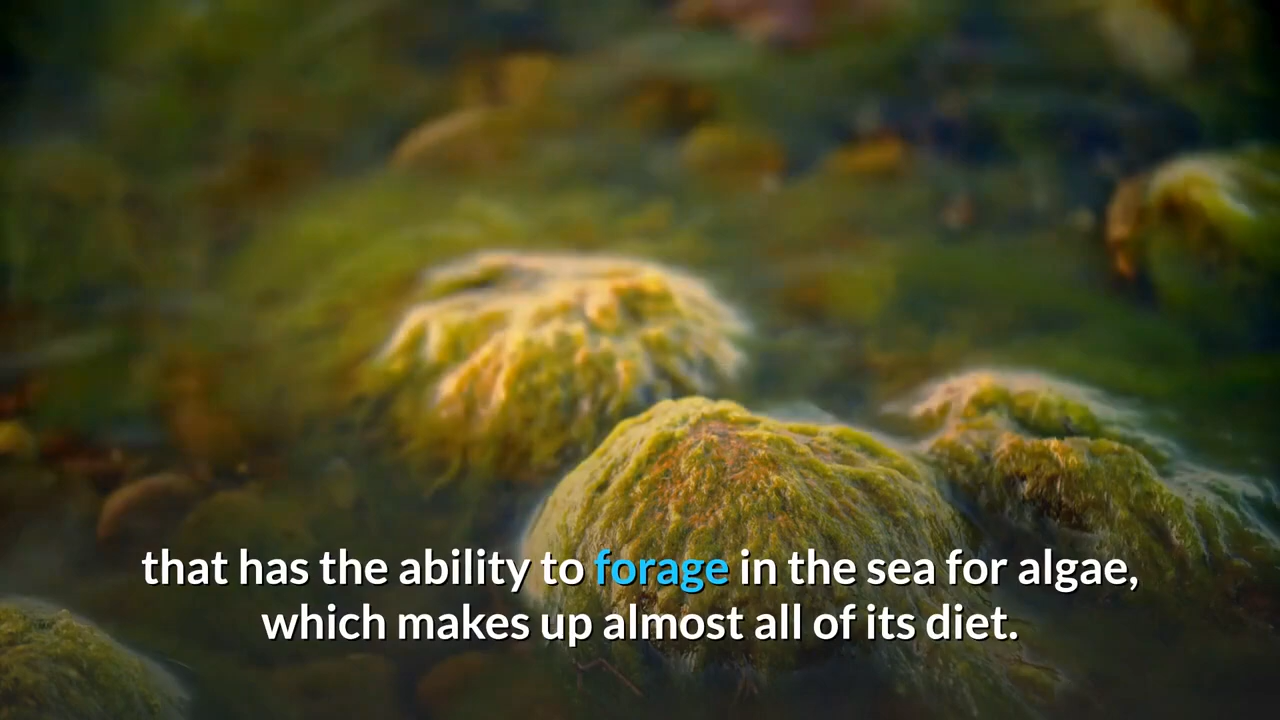 that has the ability to forage in the sea for algae,
which makes up almost all of its diet.